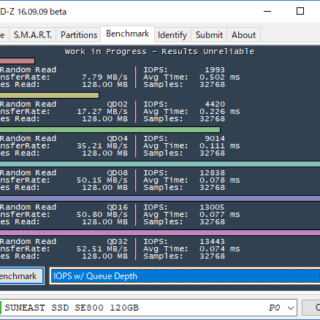 D-Z 16.09.09 beta
e S.M.A.R.T. Partitions Benchmark Identify Submit About
Work in Progress - Results Unreliable
Random Read | IOPS: 1993
nsferRate: 7.79 MB/s | Avg Time: 0.502 ms
es Read: 128.00 MB | Samples: 32768
Random Read QD02 | IOPS: 4420
nsferRate: 17.27 MB/s | Avg Time: 0.226 ms
es Read: 128.00 MB | Samples: 32768
Random Read QD04 | IOPS: 9014
nsferRate: 35.21 MB/s | Avg Time: 0.111 ms
es Read: 128.00 MB | Samples: 32768
Random Read QD08 | IOPS: 12838
nsferRate: 50.15 MB/s | Avg Time: 0.078 ms
es Read: 128.00 MB | Samples: 32768
Random Read QD16 | IOPS: 13005
nsferRate: 50.80 MB/s | Avg Time: 0.077 ms
es Read: 128.00 MB | Samples: 32768
Random Read QD32 | IOPS: 13443
nsferRate: 52.51 MB/s | Avg Time: 0.074 ms
es Read: 128.00 MB | Samples: 32768
enchmark IOPS w/ Queue Depth
SUNEAST SSD SE800 120GB P0